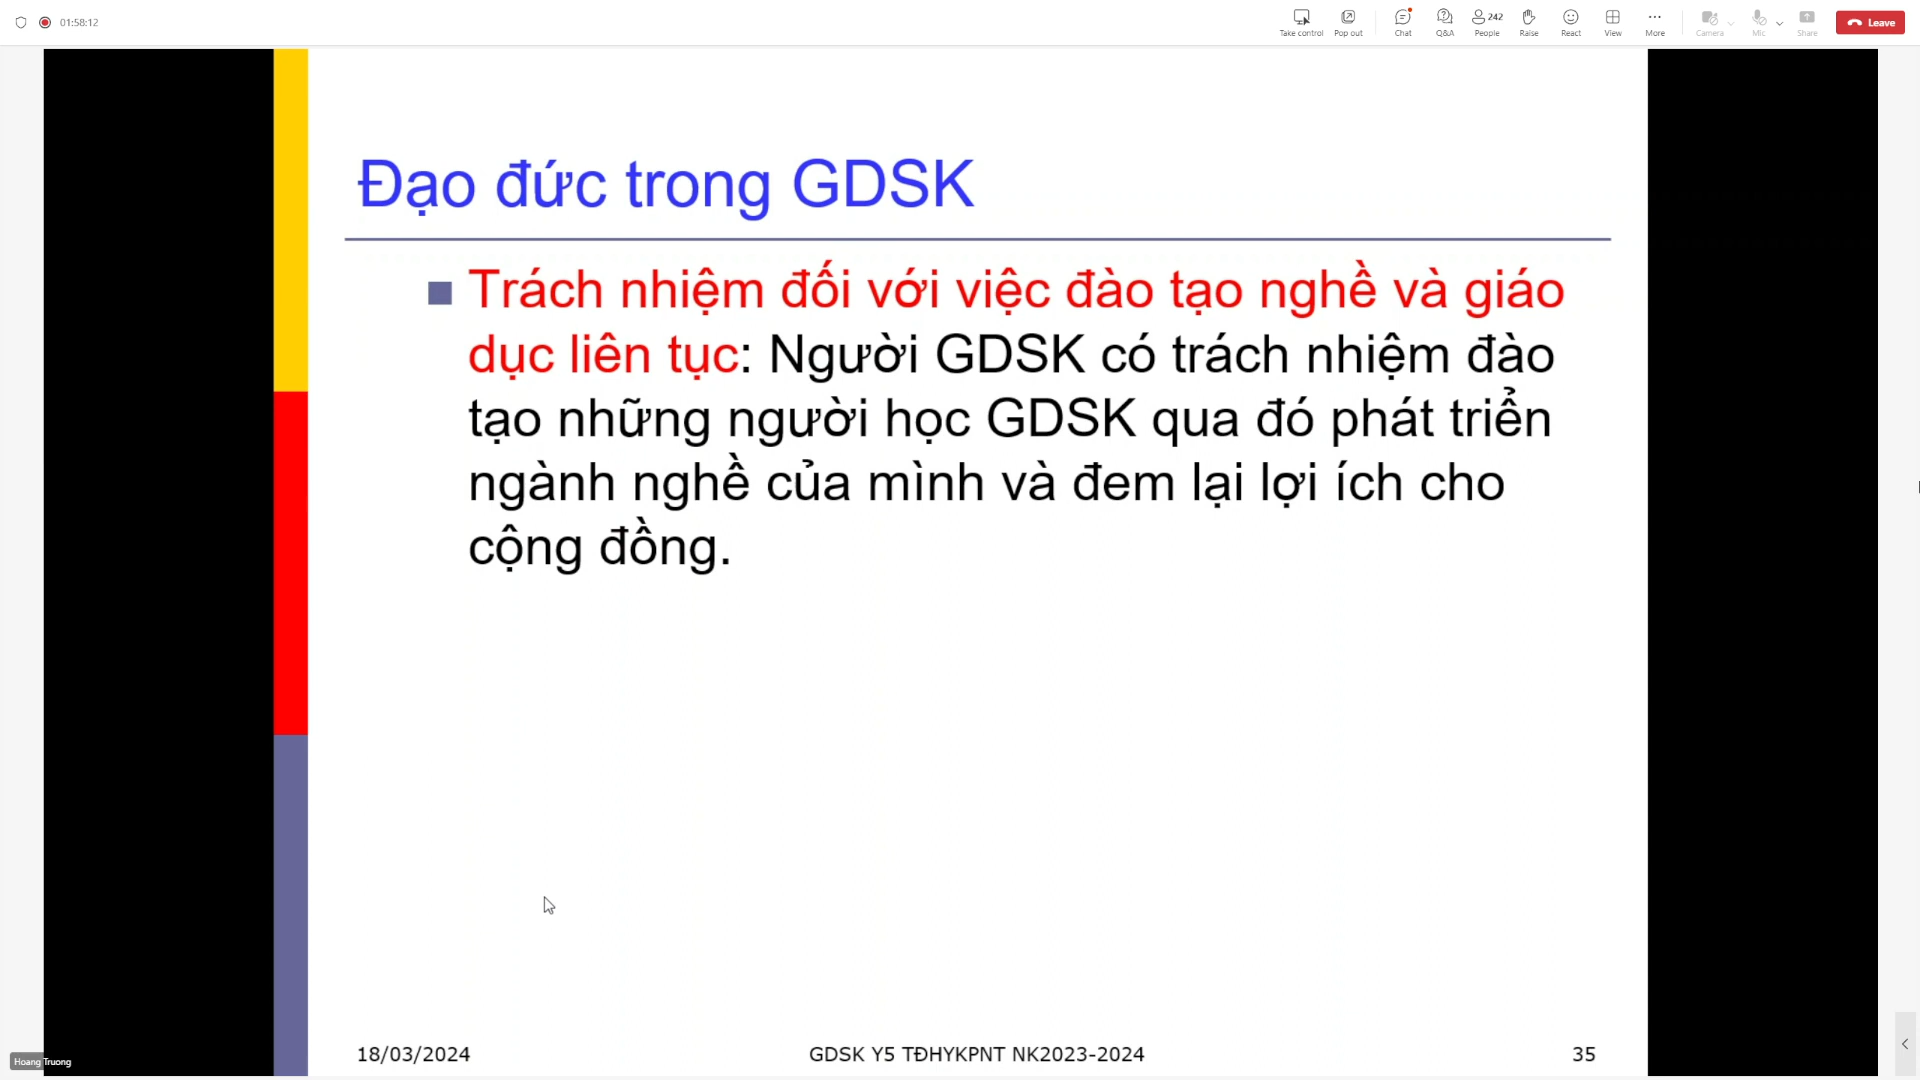 01:58:12
Take control
Pop out
Chat
Q&A
242
People
Raise
React
View
More
Camera
Mic
Share
Leave
Đạo đức trong GDSK
Trách nhiệm đối với việc đào tạo nghề và giáo
dục liên tục: Người GDSK có trách nhiệm đào
tạo những người học GDSK qua đó phát triển
ngành nghề của mình và đem lại lợi ích cho
cộng đồng.
18/03/2024
GDSK Y5 TĐHYKPNT NK2023-2024
35
Hoang Truong